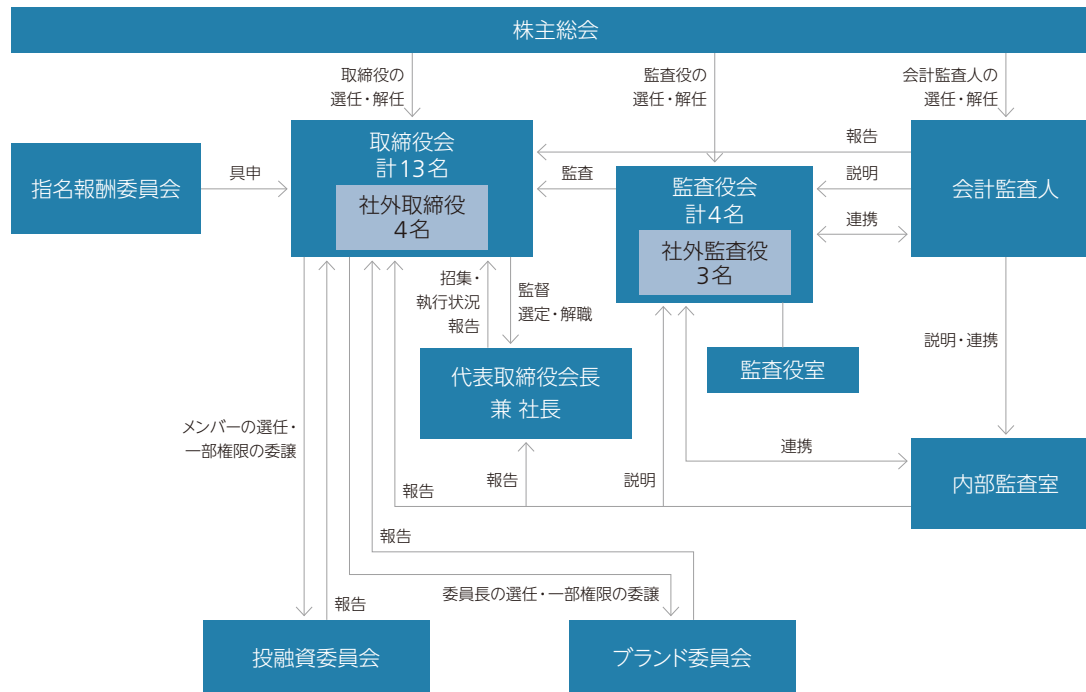 株主総会
取締役の
選任・解任
監査役の
選任・解任
会計監査人の
選任・解任
指名報酬委員会
具申
取締役会
計13名
社外取締役
4名
監査
監査役会
計4名
社外監査役
3名
報告
説明
連携
会計監査人
招集・
執行状況
報告
監督
選定・解職
監査役室
説明・連携
代表取締役会長
兼 社長
メンバーの選任・
一部権限の委譲
連携
報告
報告
説明
内部監査室
報告
委員長の選任・一部権限の委譲
報告
投融資委員会
ブランド委員会